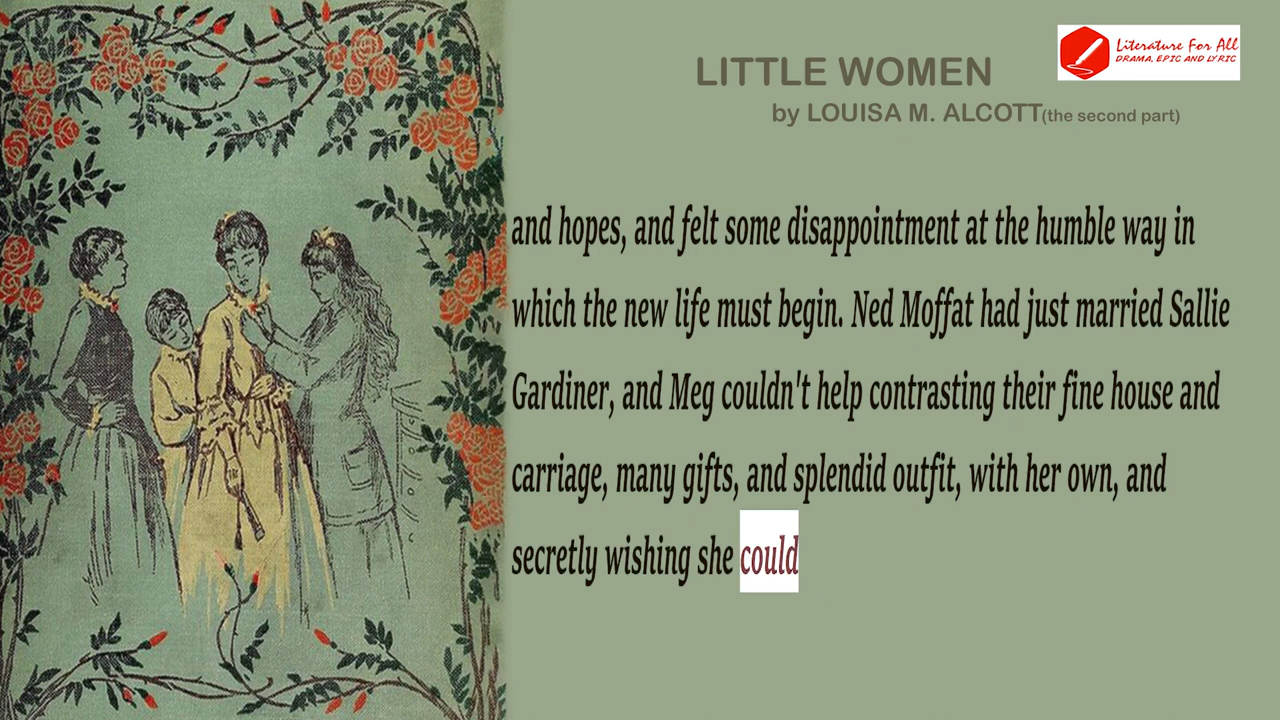 LITTLE WOMEN
by LOUISA M. ALCOTT(the second part)
Literature For All
DRAMA, EPIC AND LYRIC
and hopes, and felt some disappointment at the humble way in
which the new life must begin. Ned Moffat had just married Sallie
Gardiner, and Meg couldn't help contrasting their fine house and
carriage, many gifts, and splendid outfit, with her own, and
secretly wishing she could